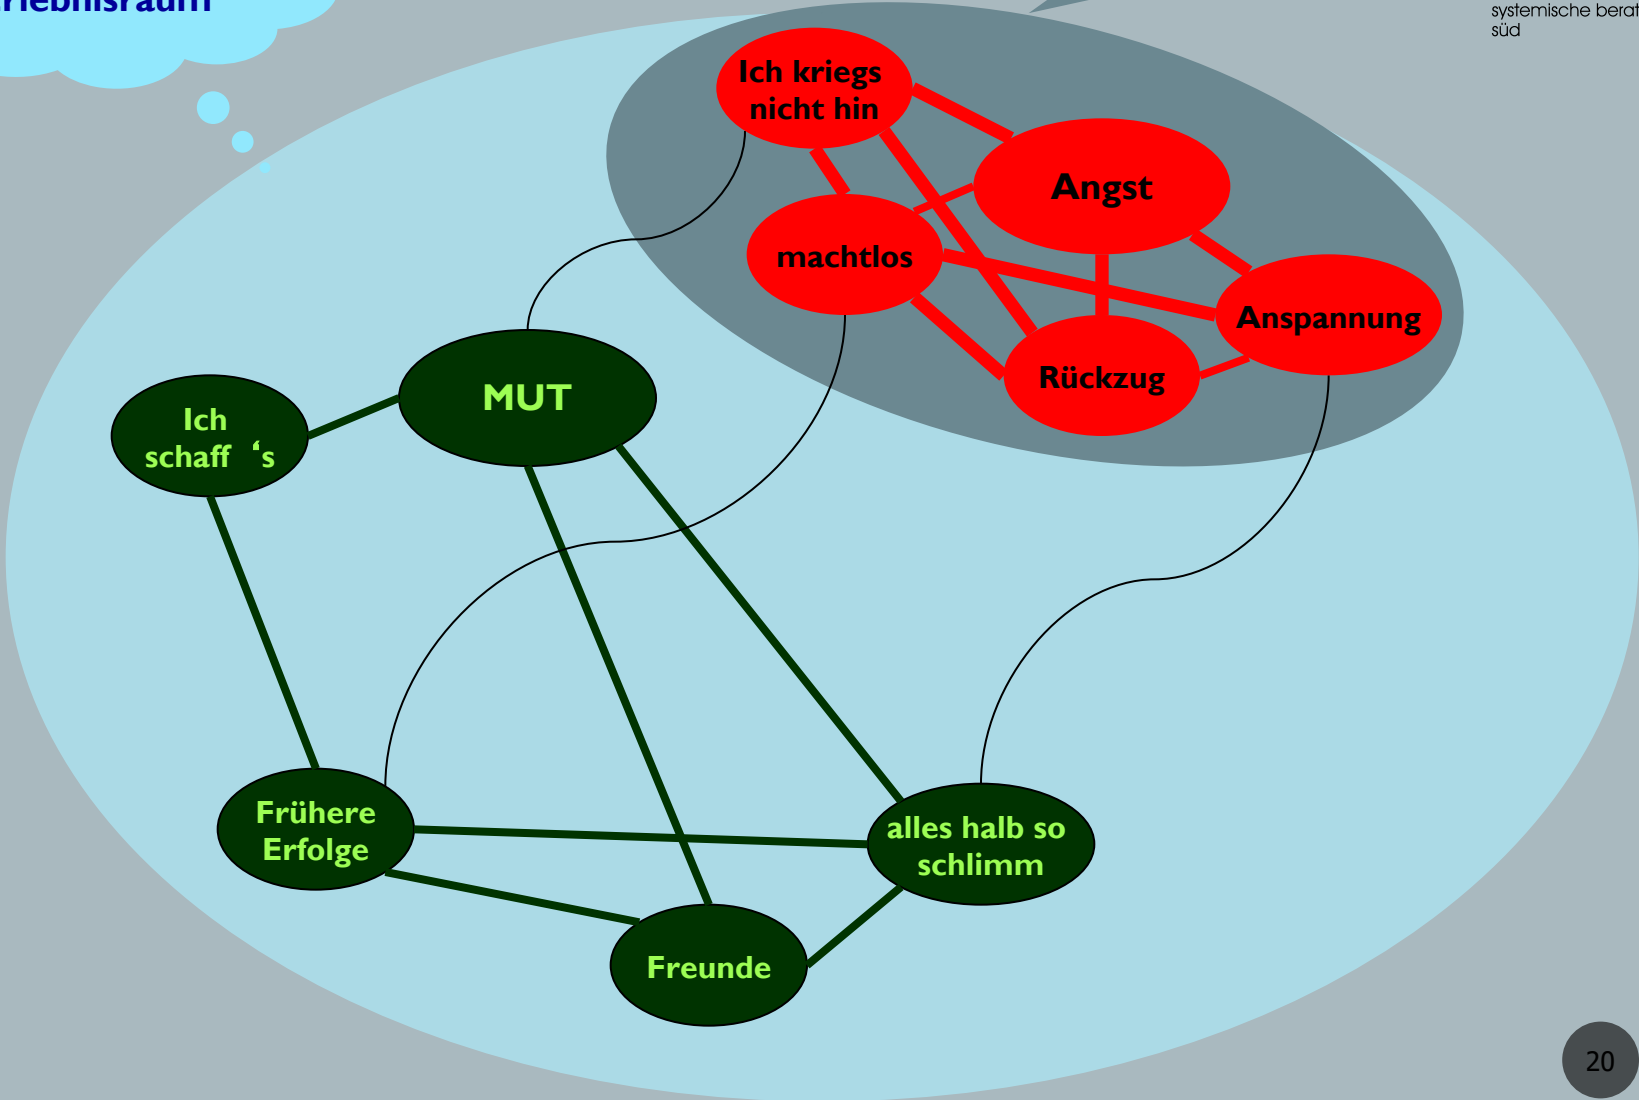 systemische
süd
Ich kriegs
nicht hin
Angst
machtlos
Anspannung
Rückzug
MUT
Ich
schaff ‘s
Frühere
Erfolge
alles halb so
schlimm
Freunde
20